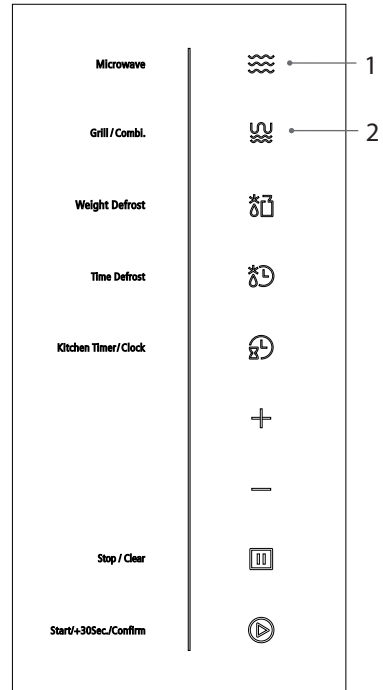 Microwave
1
Grill / Combi.
2
Weight Defrost
Time Defrost
Kitchen Timer/Clock
Stop / Clear
Start/+30Sec./Confirm